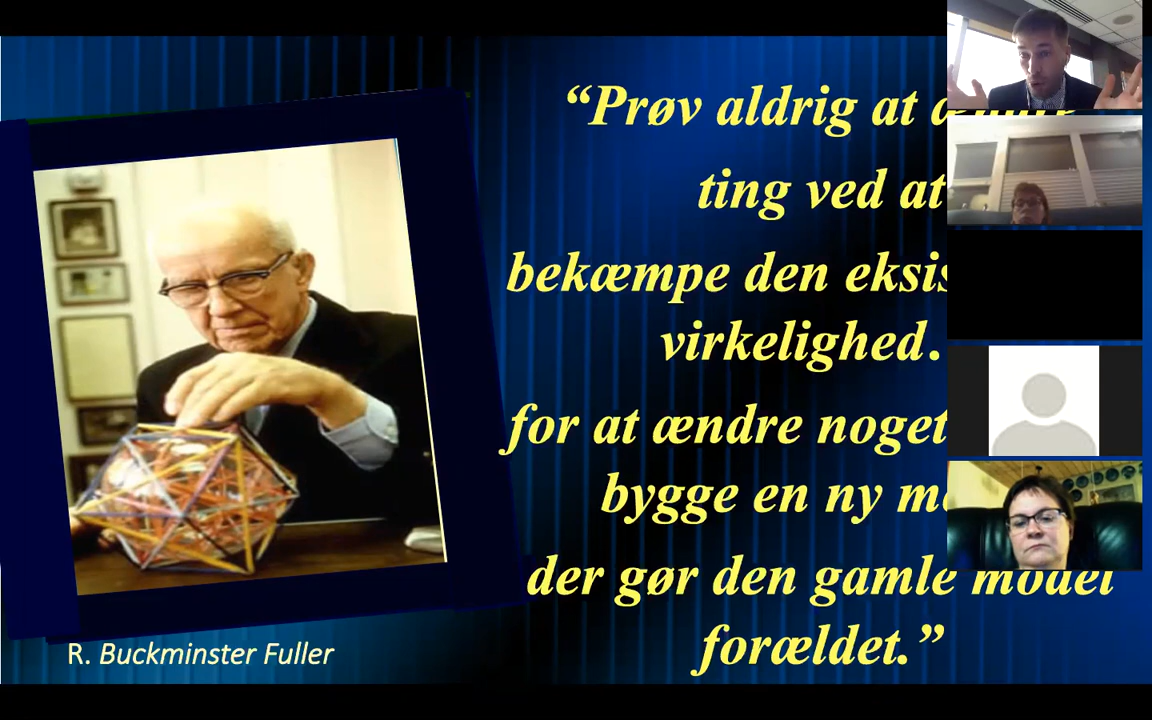 “Prøv aldrig at
ting ved at
bekæmpe den
virkelighed.
for at ændre noget
bygge en ny
der gør den gamle model
forældet.”
R. Buckminster Fuller